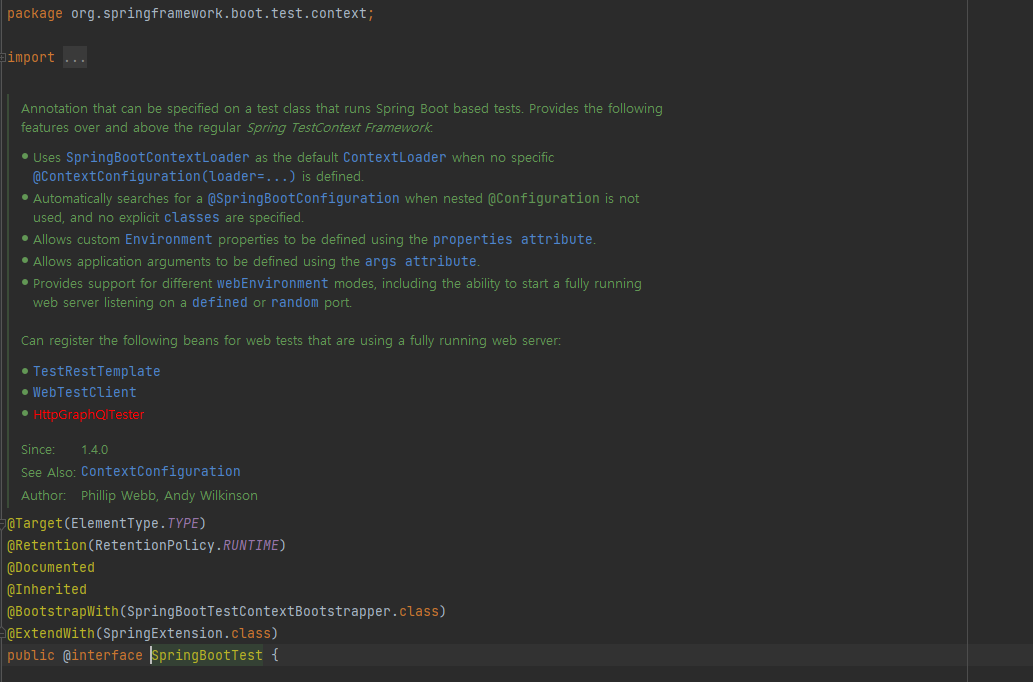 package org.springframework.boot.test.context;
import ...
Annotation that can be specified on a test class that runs Spring Boot based tests. Provides the following
features over and above the regular Spring TestContext Framework:
• Uses SpringBootContextLoader as the default ContextLoader when no specific
@ContextConfiguration(loader=...) is defined.
• Automatically searches for a @SpringBootConfiguration when nested @Configuration is not
used, and no explicit classes are specified.
• Allows custom Environment properties to be defined using the properties attribute.
• Allows application arguments to be defined using the args attribute.
• Provides support for different webEnvironment modes, including the ability to start a fully running
web server listening on a defined or random port.
Can register the following beans for web tests that are using a fully running web server:
• TestRestTemplate
• WebTestClient
• HttpGraphQlTester
Since: 1.4.0
See Also: ContextConfiguration
Author: Phillip Webb, Andy Wilkinson
@Target(ElementType.TYPE)
@Retention(RetentionPolicy.RUNTIME)
@Documented
@Inherited
@BootstrapWith(SpringBootTestContextBootstrapper.class)
@ExtendWith(SpringExtension.class)
public @interface SpringBootTest {